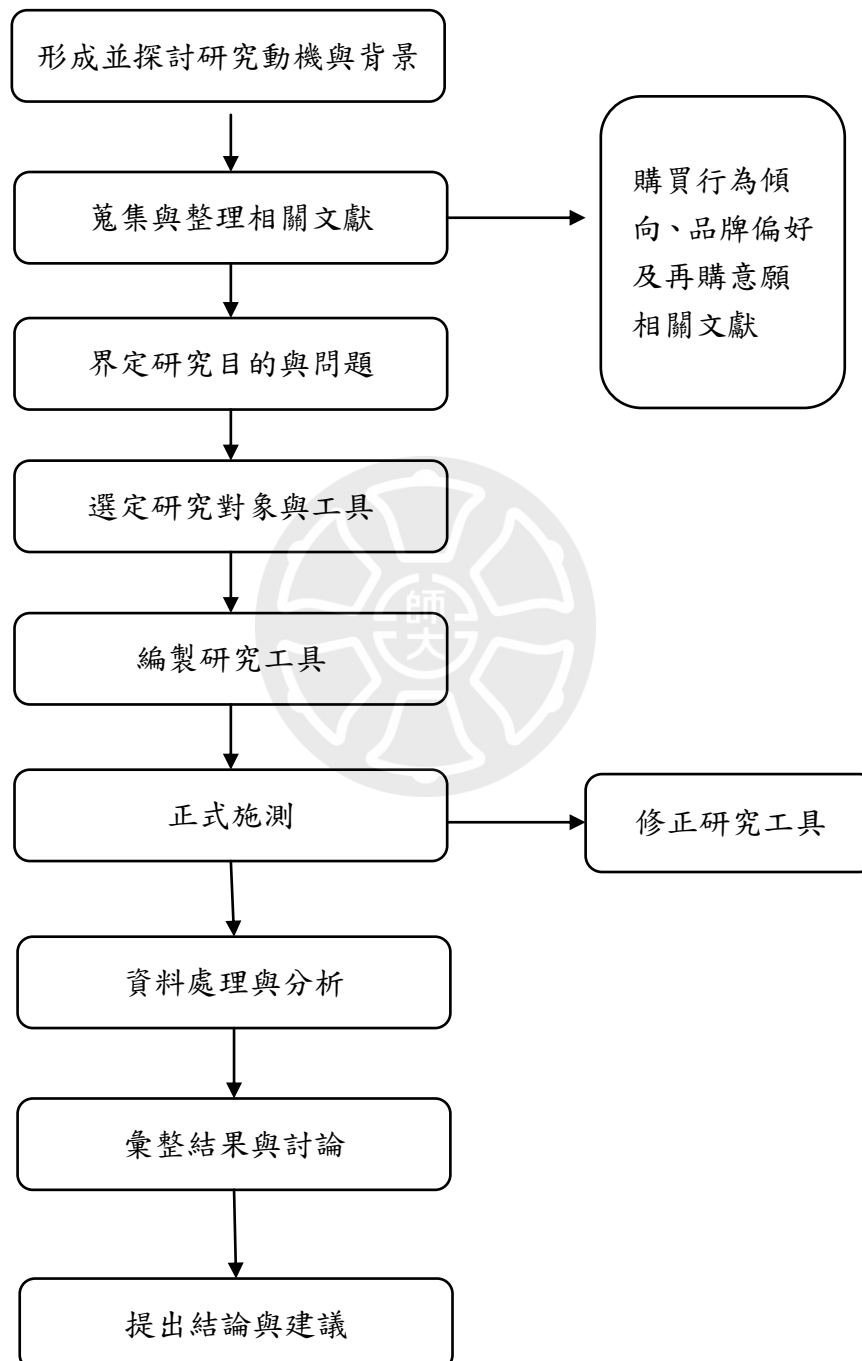 形成並探討研究動機與背景
蒐集與整理相關文獻
購買行為傾
向、品牌偏好
及再購意願
相關文獻
界定研究目的與問題
選定研究對象與工具
師大
編製研究工具
正式施測
修正研究工具
資料處理與分析
彙整結果與討論
提出結論與建議